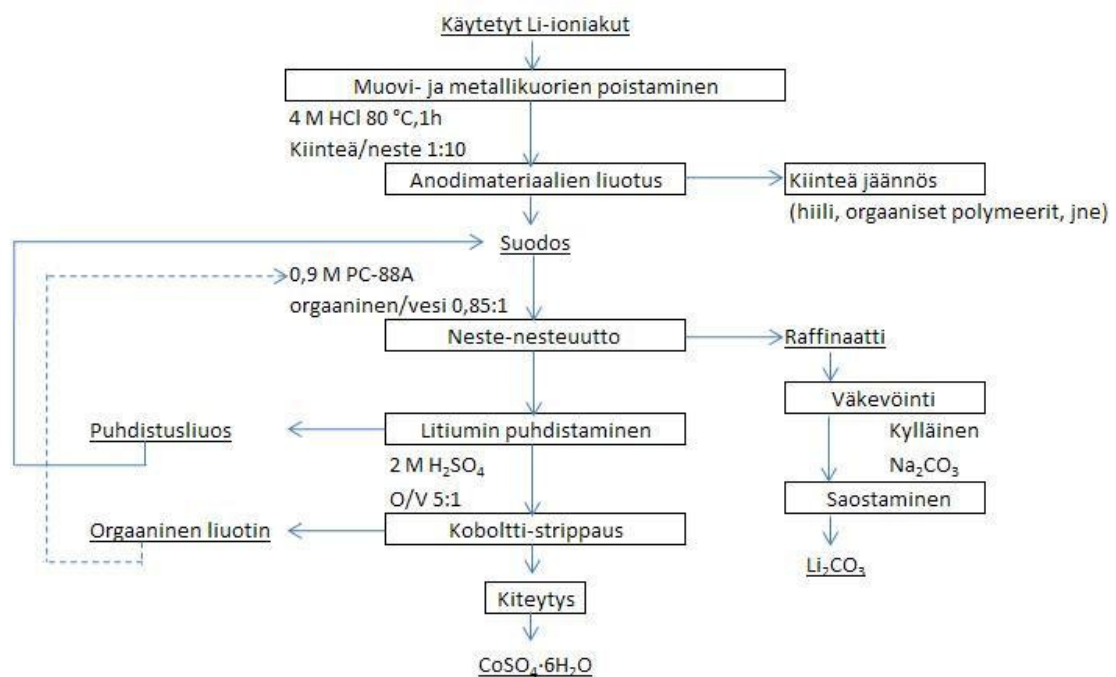 Käytetyt Li-ioniakut
Muovi- ja metallikuorien poistaminen
4 M HCl 80 °C,1h
Kiinteä/neste 1:10
Anodimateriaalien liuotus
Kiinteä jäännös
(hiili, orgaaniset polymeerit, jne)
Suodos
0,9 M PC-88A
orgaaninen/vesi 0,85:1
Neste-nesteuutto
Raffinaatti
Väkevöinti
Puhdistusliuos
Litiumin puhdistaminen
Kylläinen
Na₂CO₃
2 M H₂SO₄
O/V 5:1
Saostaminen
Orgaaninen liuotin
Koboltti-strippaus
Li₂CO₃
Kiteytys
CoSO₄·6H₂O